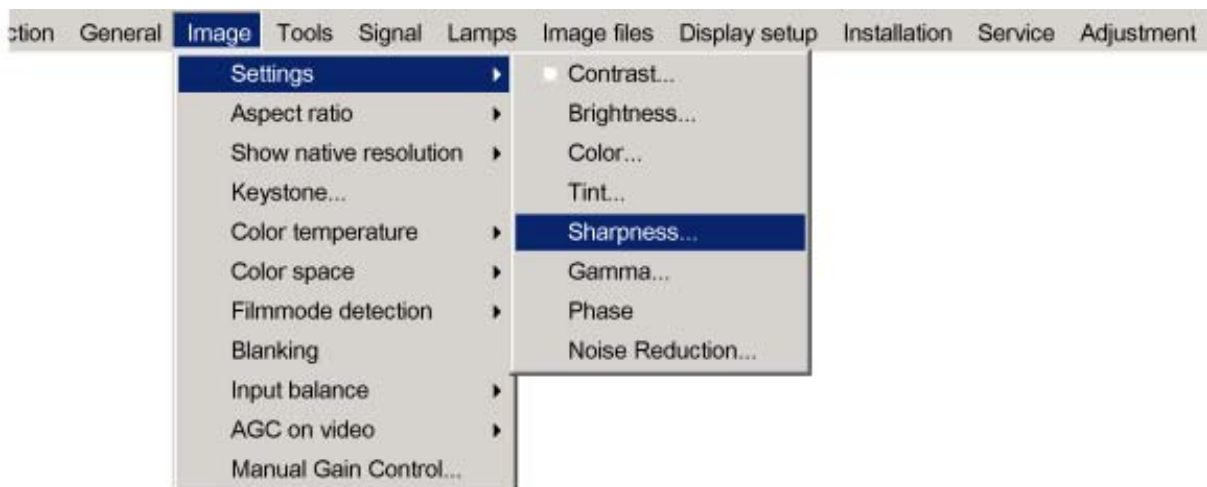 ction General Image Tools Signal Lamps Image files Display setup Installation Service Adjustment
Settings
Aspect ratio
Show native resolution
Keystone...
Color temperature
Color space
Filmmode detection
Blanking
Input balance
AGC on video
Manual Gain Control...
Contrast...
Brightness...
Color...
Tint...
Sharpness...
Gamma...
Phase
Noise Reduction...